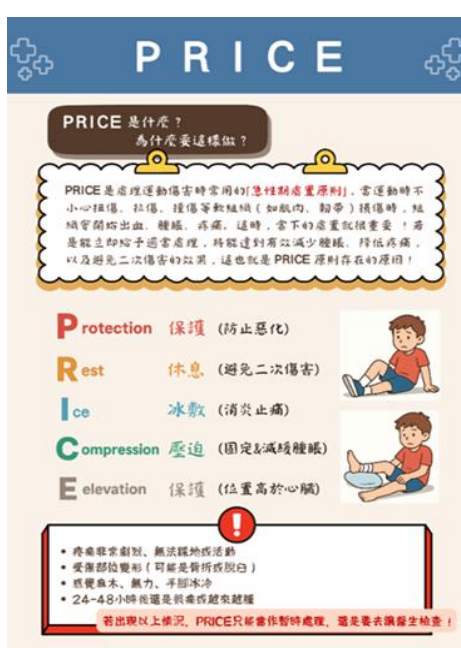 PRICE
PRICE 是什麼？
為什麼要這樣做？
PRICE 是處理運動傷害時常用的「急性期處置原則」，當運動時不
小心扭傷、拉傷、撞傷等軟組織（如肌肉、韌帶）損傷時，組
織會開始出血、腫脹、疼痛。這時，當下的處置就很重要！若
是能立即給予適當處理，將能達到有效減少腫脹、降低疼痛，
以及避免二次傷害的效果，這也就是 PRICE 原則存在的原因！
Protection 保護 (防止惡化)
Rest 休息 (避免二次傷害)
Ice 冰敷 (消炎止痛)
Compression 壓迫 (固定&減緩腫脹)
Eelevation 保護 (位置高於心臟)
• 疼痛非常劇烈、無法踩地或活動
• 受傷部位變形（可能是骨折或脫臼）
• 感覺麻木、無力、手腳冰冷
• 24-48小時後還是很痛或越來越腫
若出現以上情況，PRICE只能當作暫時處理，還是要去讓醫生檢查！